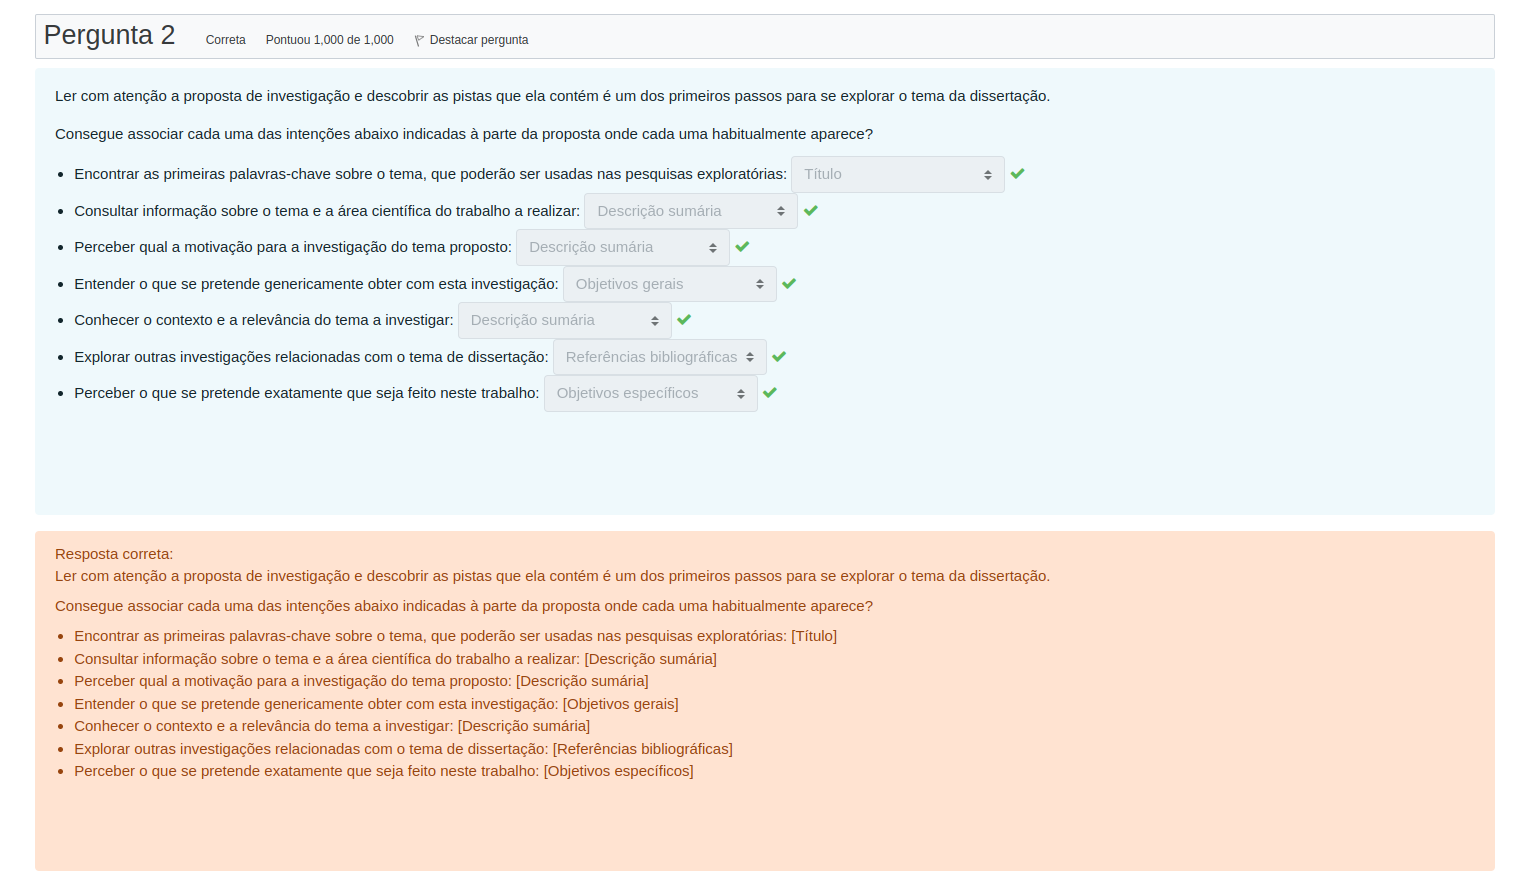 Pergunta 2 Correta Pontuou 1,000 de 1,000 Destacar pergunta
Ler com atenção a proposta de investigação e descobrir as pistas que ela contém é um dos primeiros passos para se explorar o tema da dissertação.
Consegue associar cada uma das intenções abaixo indicadas à parte da proposta onde cada uma habitualmente aparece?
Encontrar as primeiras palavras-chave sobre o tema, que poderão ser usadas nas pesquisas exploratórias: Título
Consultar informação sobre o tema e a área científica do trabalho a realizar: Descrição sumária
Perceber qual a motivação para a investigação do tema proposto: Descrição sumária
Entender o que se pretende genericamente obter com esta investigação: Objetivos gerais
Conhecer o contexto e a relevância do tema a investigar: Descrição sumária
Explorar outras investigações relacionadas com o tema de dissertação: Referências bibliográficas
Perceber o que se pretende exatamente que seja feito neste trabalho: Objetivos específicos
Resposta correta:
Ler com atenção a proposta de investigação e descobrir as pistas que ela contém é um dos primeiros passos para se explorar o tema da dissertação.
Consegue associar cada uma das intenções abaixo indicadas à parte da proposta onde cada uma habitualmente aparece?
Encontrar as primeiras palavras-chave sobre o tema, que poderão ser usadas nas pesquisas exploratórias: [Título]
Consultar informação sobre o tema e a área científica do trabalho a realizar: [Descrição sumária]
Perceber qual a motivação para a investigação do tema proposto: [Descrição sumária]
Entender o que se pretende genericamente obter com esta investigação: [Objetivos gerais]
Conhecer o contexto e a relevância do tema a investigar: [Descrição sumária]
Explorar outras investigações relacionadas com o tema de dissertação: [Referências bibliográficas]
Perceber o que se pretende exatamente que seja feito neste trabalho: [Objetivos específicos]